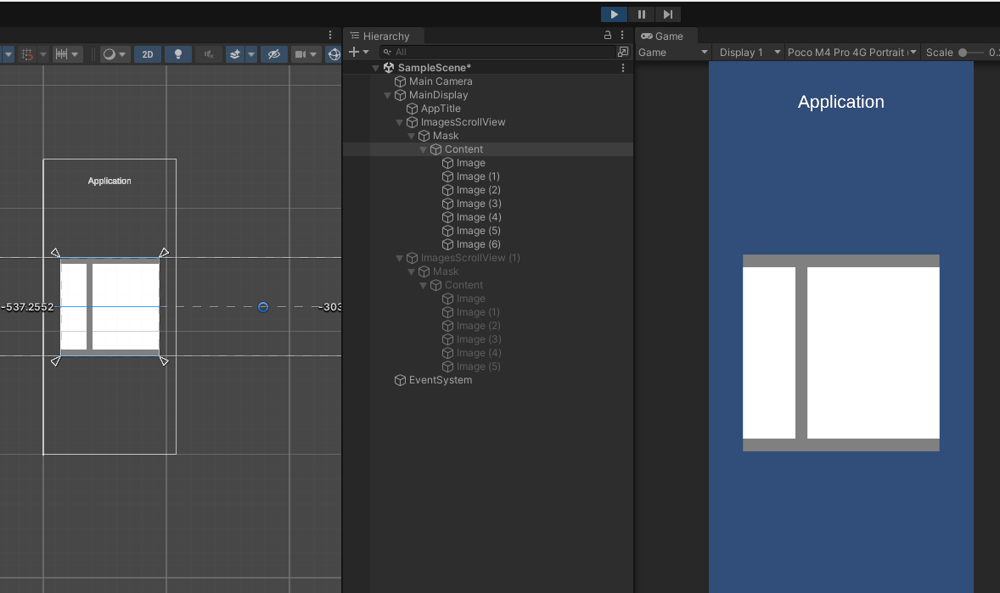 Hierarchy
Game
2D
All
Game
Display 1
Poco M4 Pro 4G Portrait (
Scale
0.2
SampleScene*
Main Camera
MainDisplay
AppTitle
ImagesScrollView
Mask
Content
Image
Image (1)
Image (2)
Image (3)
Image (4)
Image (5)
Image (6)
ImagesScrollView (1)
Mask
Content
Image
Image (1)
Image (2)
Image (3)
Image (4)
Image (5)
EventSystem
Application
-537.2552
-303
Application